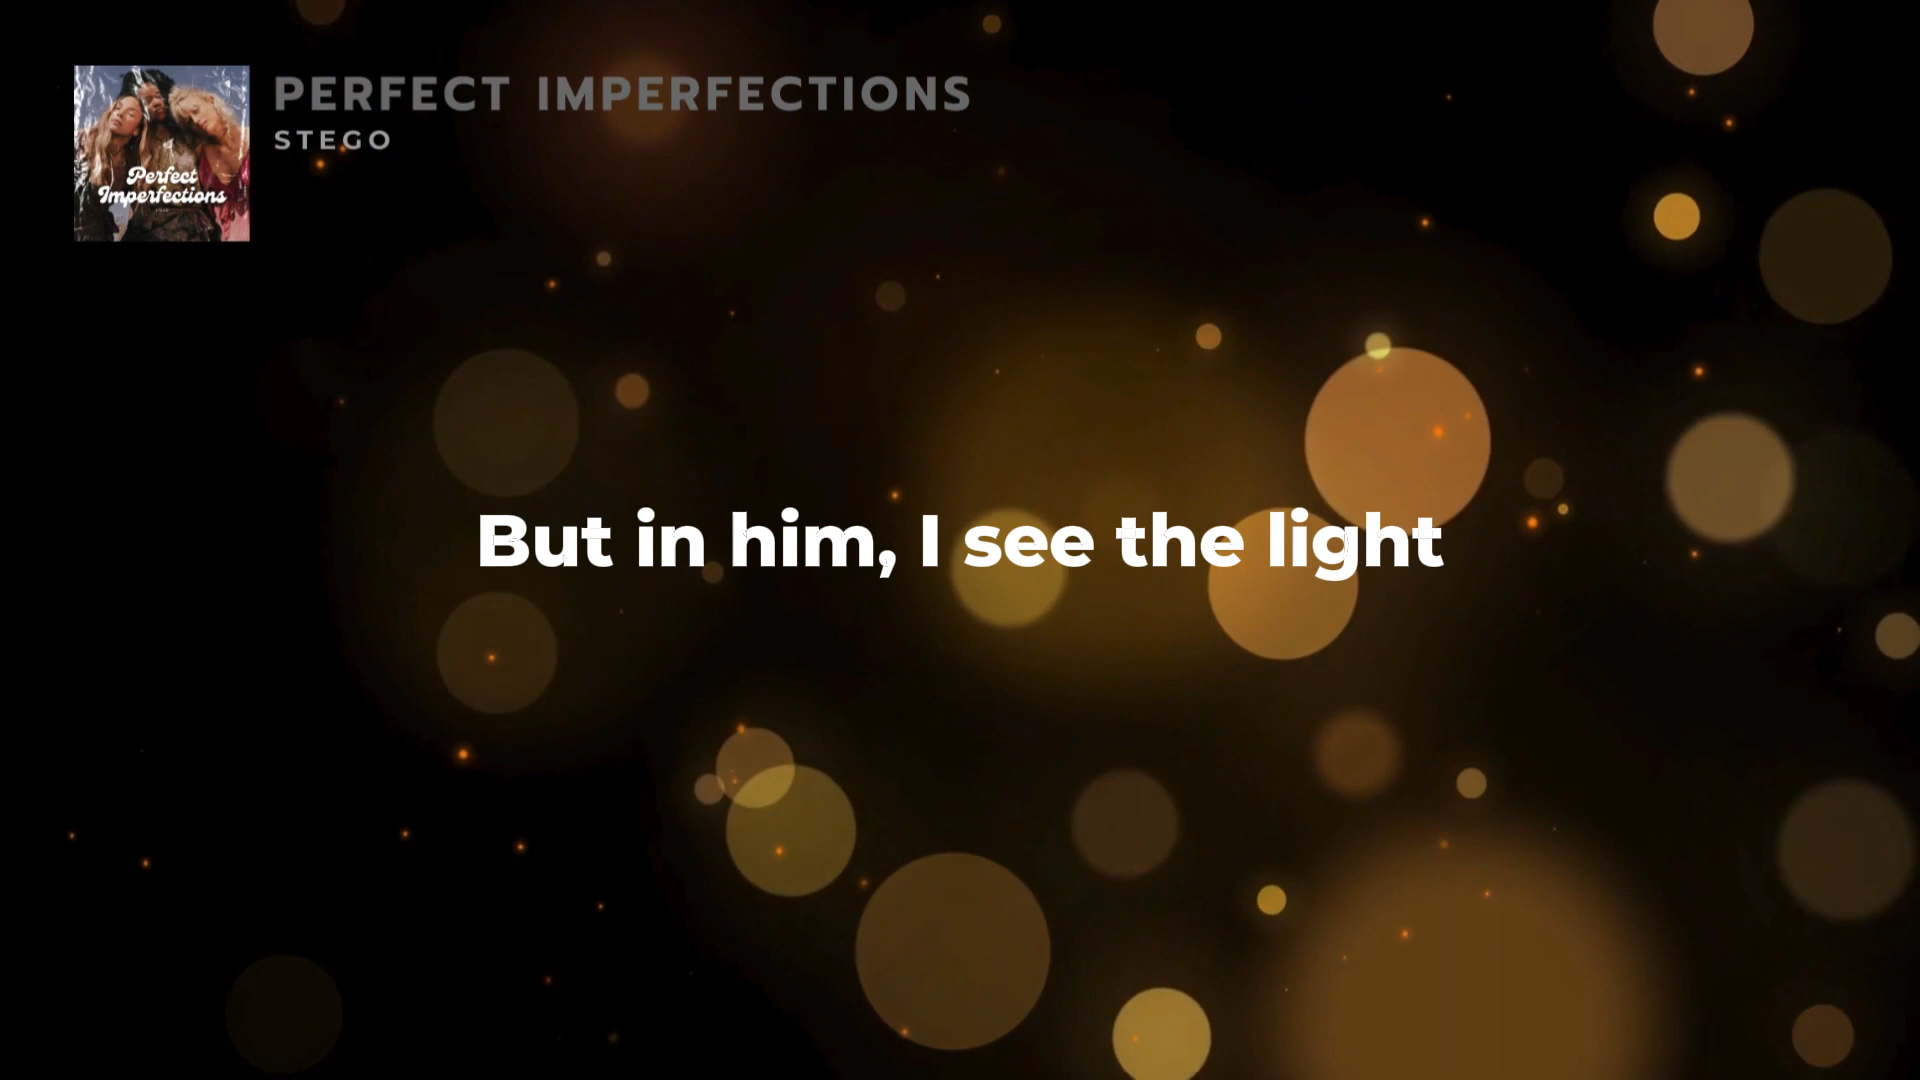 PERFECT IMPERFECTIONS
STEGO
Perfect
Imperfections
But in him, I see the light